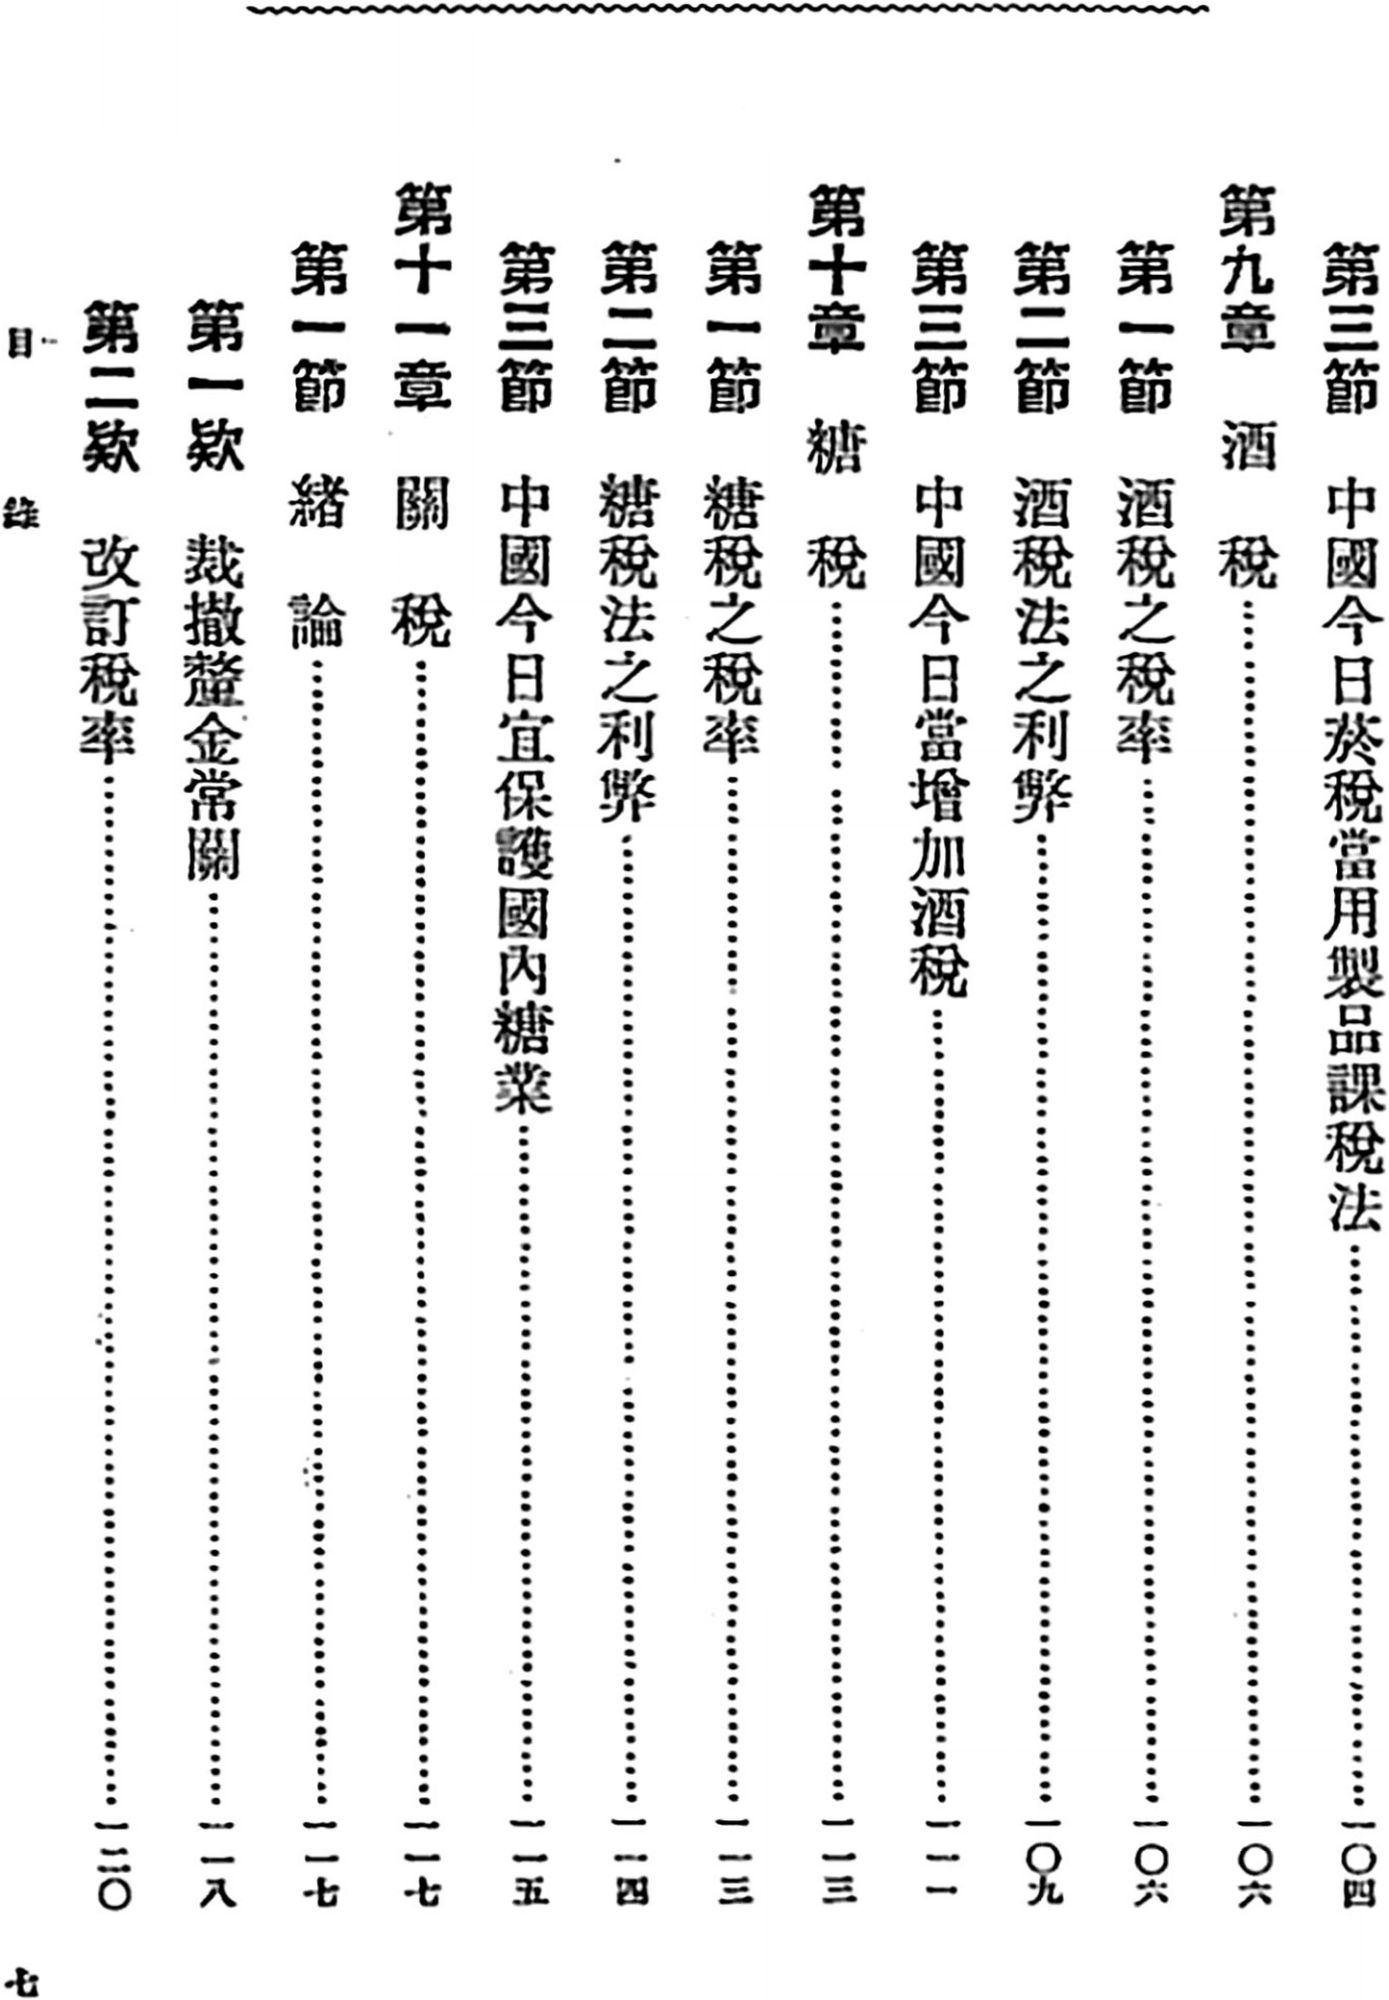 第三節　中國今日菸稅當用製品課稅法……一〇四
第九章　酒　稅……一〇六
第一節　酒稅之稅率……一〇六
第二節　酒稅法之利弊……一〇九
第三節　中國今日當增加酒稅……一一一
第十章　糖　稅……一一三
第一節　糖稅之稅率……一一三
第二節　糖稅法之利弊……一一四
第三節　中國今日宜保護國內糖業……一一五
第十一章　關　稅……一一七
第一節　緒　論……一一七
第一欵　裁撤釐金常關……一一八
第二欵　改訂稅率……一二〇
目　錄　七